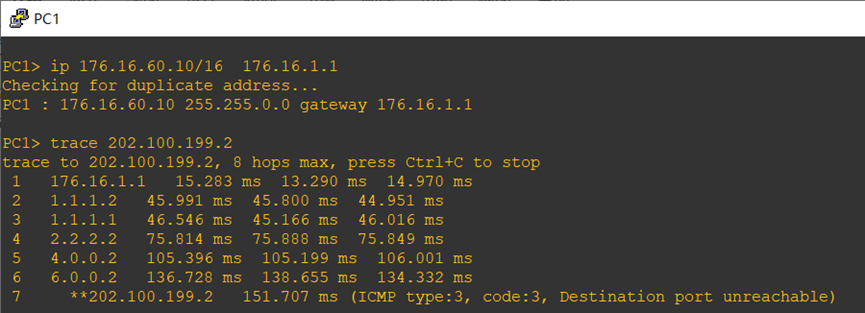 PC1
PC1> ip 176.16.60.10/16  176.16.1.1
Checking for duplicate address...
PC1 : 176.16.60.10 255.255.0.0 gateway 176.16.1.1
PC1> trace 202.100.199.2
trace to 202.100.199.2, 8 hops max, press Ctrl+C to stop
 1   176.16.1.1   15.283 ms  13.290 ms  14.970 ms
 2   1.1.1.2   45.991 ms  45.800 ms  44.951 ms
 3   1.1.1.1   46.546 ms  45.166 ms  46.016 ms
 4   2.2.2.2   75.814 ms  75.888 ms  75.849 ms
 5   4.0.0.2   105.396 ms  105.199 ms  106.001 ms
 6   6.0.0.2   136.728 ms  138.655 ms  134.332 ms
 7     **202.100.199.2   151.707 ms (ICMP type:3, code:3, Destination port unreachable)